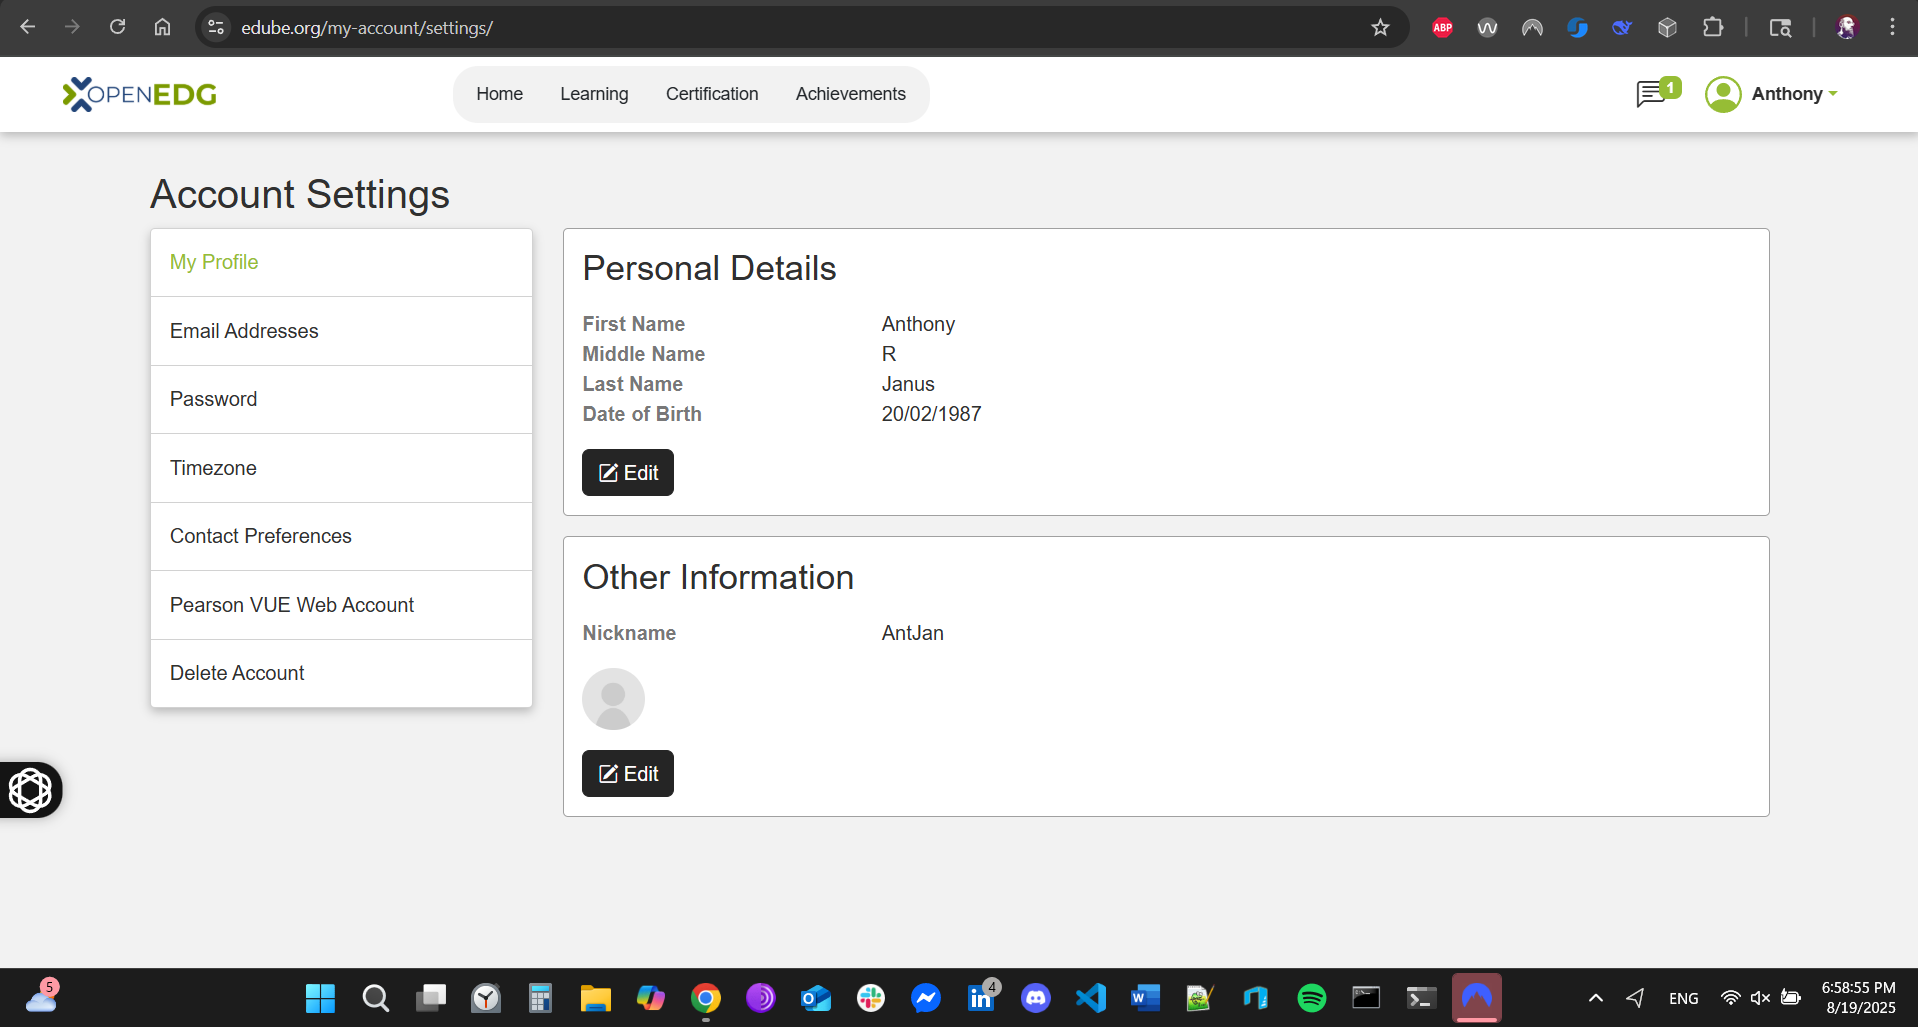 edube.org/my-account/settings/
ABP
OPENEDG
Home
Learning
Certification
Achievements
1
Anthony
Account Settings
My Profile
Email Addresses
Password
Timezone
Contact Preferences
Pearson VUE Web Account
Delete Account
Personal Details
First Name Anthony
Middle Name R
Last Name Janus
Date of Birth 20/02/1987
Edit
Other Information
Nickname AntJan
Edit
5
4
ENG
6:58:55 PM
8/19/2025